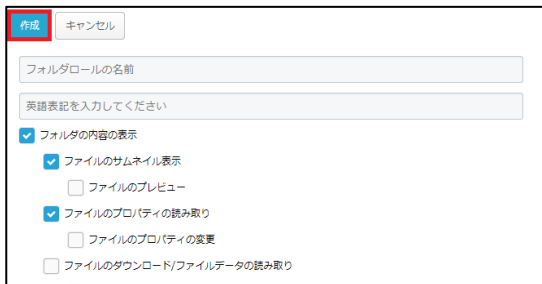 作成 キャンセル
フォルダロールの名前
英語表記を入力してください
フォルダの内容の表示
ファイルのサムネイル表示
ファイルのプレビュー
ファイルのプロパティの読み取り
ファイルのプロパティの変更
ファイルのダウンロード/ファイルデータの読み取り